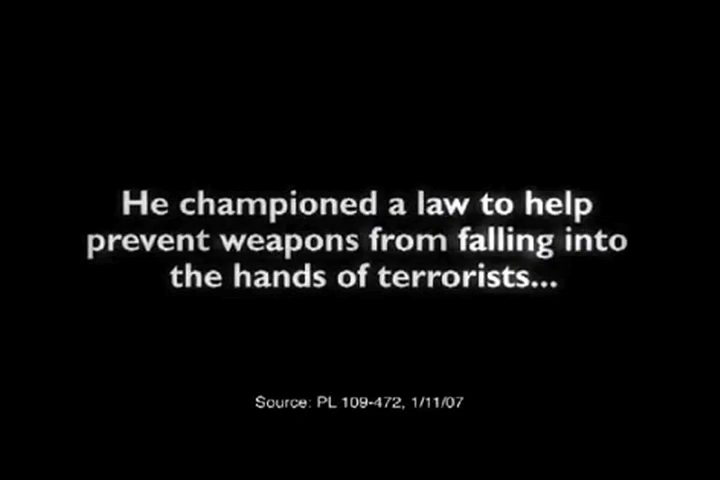 He championed a law to help
prevent weapons from falling into
the hands of terrorists...
Source: PL 109-472, 1/11/07